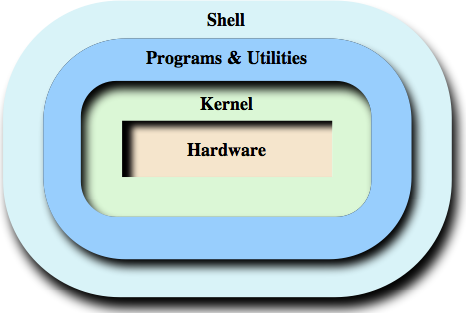 Shell
Programs & Utilities
Kernel
Hardware